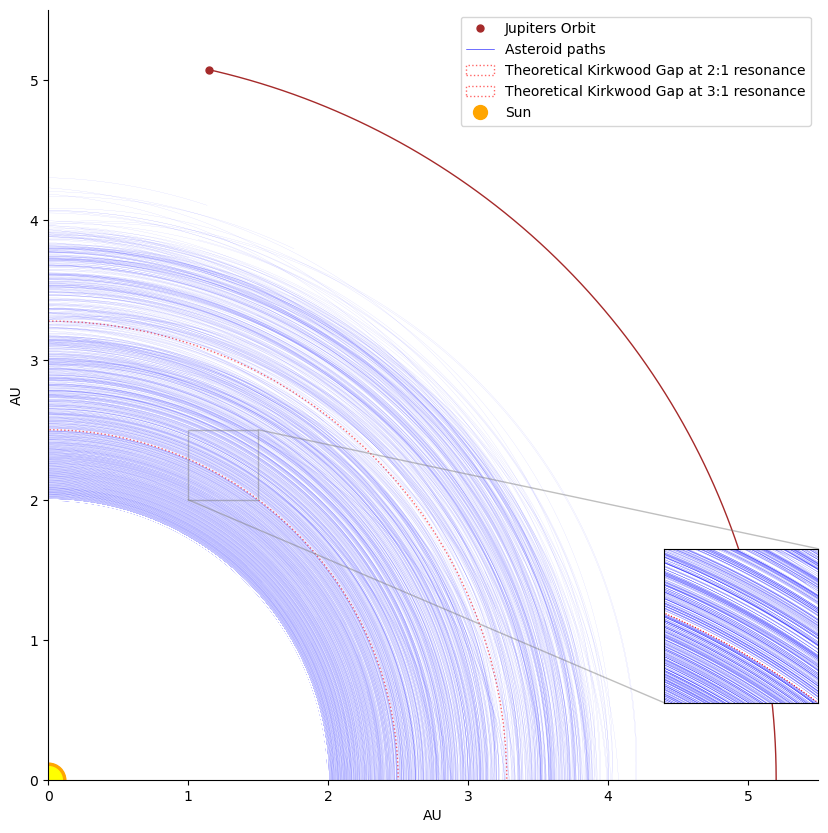 Jupiters Orbit
Asteroid paths
Theoretical Kirkwood Gap at 2:1 resonance
Theoretical Kirkwood Gap at 3:1 resonance
Sun
5
4
3
2
1
0
AU
0 1 2 3 4 5
AU